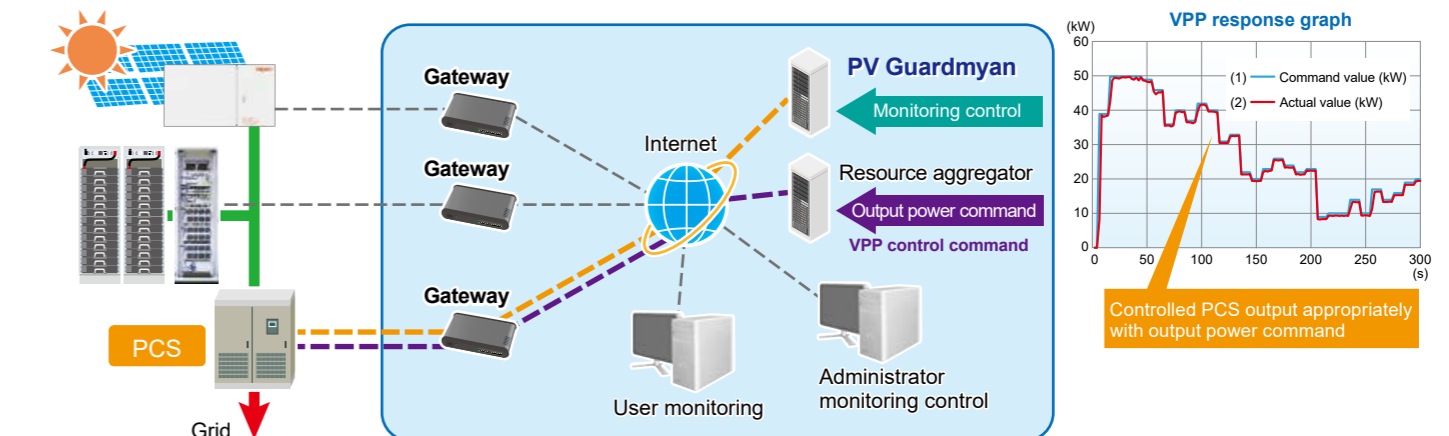 Gateway
Gateway
Gateway
PCS
Grid
Internet
PV Guardmyan
Monitoring control
Resource aggregator
Output power command
VPP control command
User monitoring
Administrator
monitoring control
VPP response graph
(kW)
60
50
40
30
20
10
0
(1) Command value (kW)
(2) Actual value (kW)
0 50 100 150 200 250 300
(s)
Controlled PCS output appropriately
with output power command